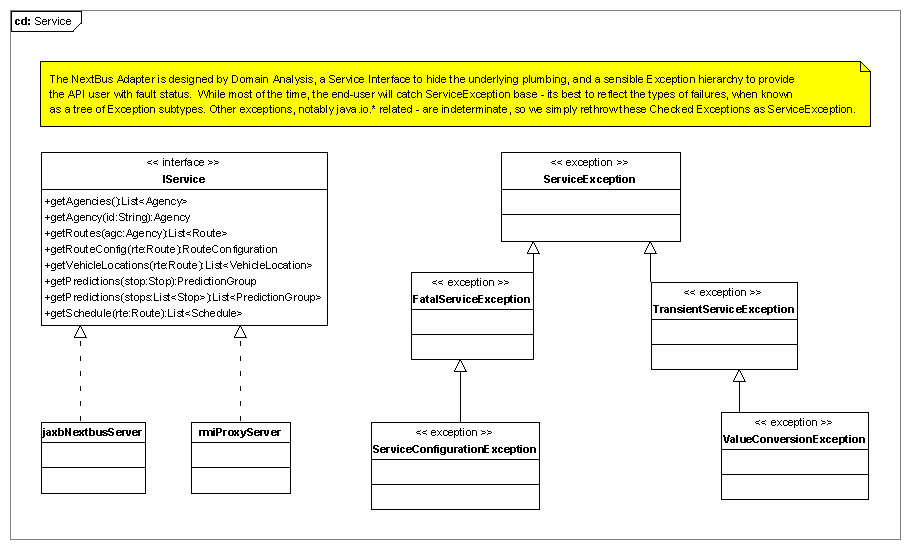 cd: Service
The NextBus Adapter is designed by Domain Analysis, a Service Interface to hide the underlying plumbing, and a sensible Exception hierarchy to provide
the API user with fault status. While most of the time, the end-user will catch ServiceException base - its best to reflect the types of failures, when known
as a tree of Exception subtypes. Other exceptions, notably java.io.* related - are indeterminate, so we simply rethrow these Checked Exceptions as ServiceException.
<< interface >>
IService
+getAgencies():List<Agency>
+getAgency(id:String):Agency
+getRoutes(agc:Agency):List<Route>
+getRouteConfig(rte:Route):RouteConfiguration
+getVehicleLocations(rte:Route):List<VehicleLocation>
+getPredictions(stop:Stop):PredictionGroup
+getPredictions(stops:List<Stop>):List<PredictionGroup>
+getSchedule(rte:Route):List<Schedule>
<< exception >>
ServiceException
<< exception >>
FatalServiceException
<< exception >>
TransientServiceException
jaxbNextbusServer
rmiProxyServer
<< exception >>
ServiceConfigurationException
<< exception >>
ValueConversionException